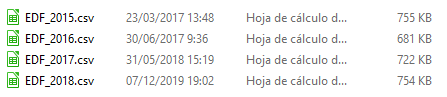 EDF_2015.csv 23/03/2017 13:48 Hoja de cálculo d... 755 KB
EDF_2016.csv 30/06/2017 9:36 Hoja de cálculo d... 681 KB
EDF_2017.csv 31/05/2018 15:19 Hoja de cálculo d... 722 KB
EDF_2018.csv 07/12/2019 19:02 Hoja de cálculo d... 754 KB